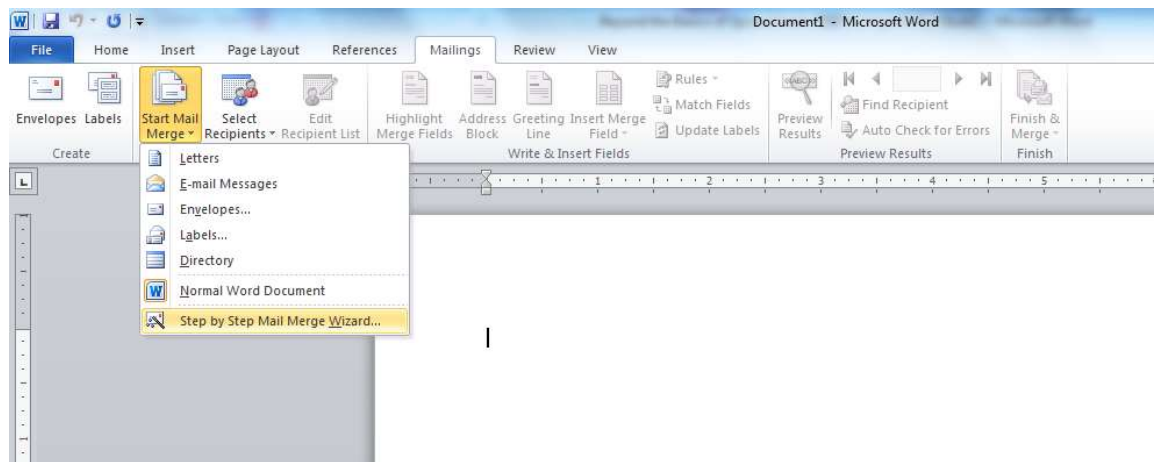 Document1 - Microsoft Word
File Home Insert Page Layout References Mailings Review View
Envelopes Labels Start Mail Merge Select Recipients Edit Recipient List Highlight Merge Fields Address Block Greeting Line Insert Merge Field Rules Match Fields Update Labels Preview Results Find Recipient Auto Check for Errors Finish & Merge
Create Write & Insert Fields Preview Results Finish
Letters
E-mail Messages
Envelopes...
Labels...
Directory
Normal Word Document
Step by Step Mail Merge Wizard...
1 2 3 4 5